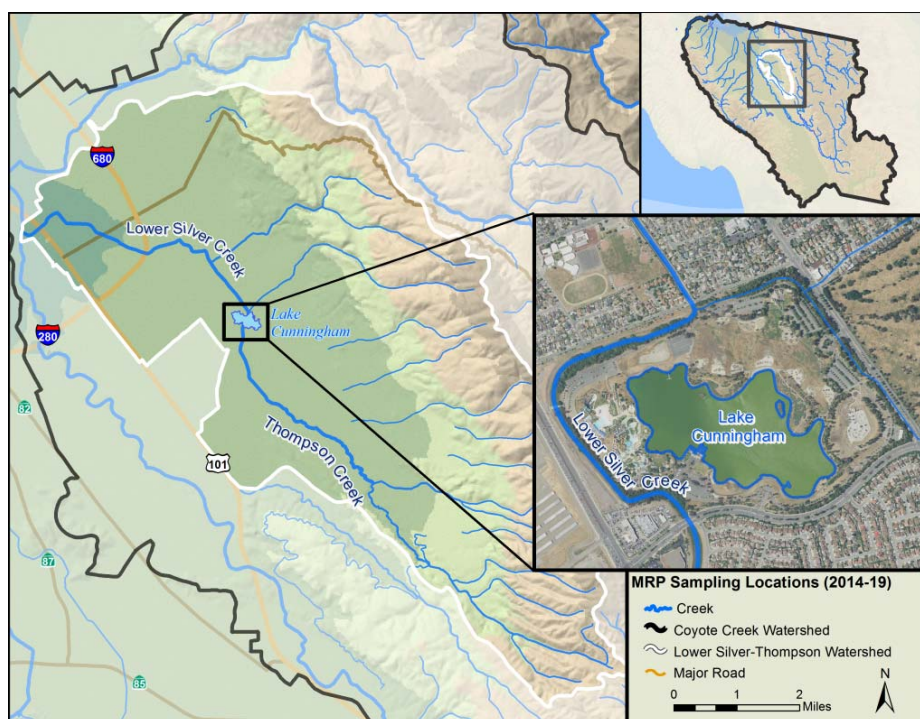 680
Lower Silver Creek
Lake
Cunningham
280
82
Thompson Creek
101
87
85
Lake
Cunningham
Lower Silver Creek
MRP Sampling Locations (2014-19)
Creek
Coyote Creek Watershed
Lower Silver-Thompson Watershed
Major Road
N
0 1 2
Miles